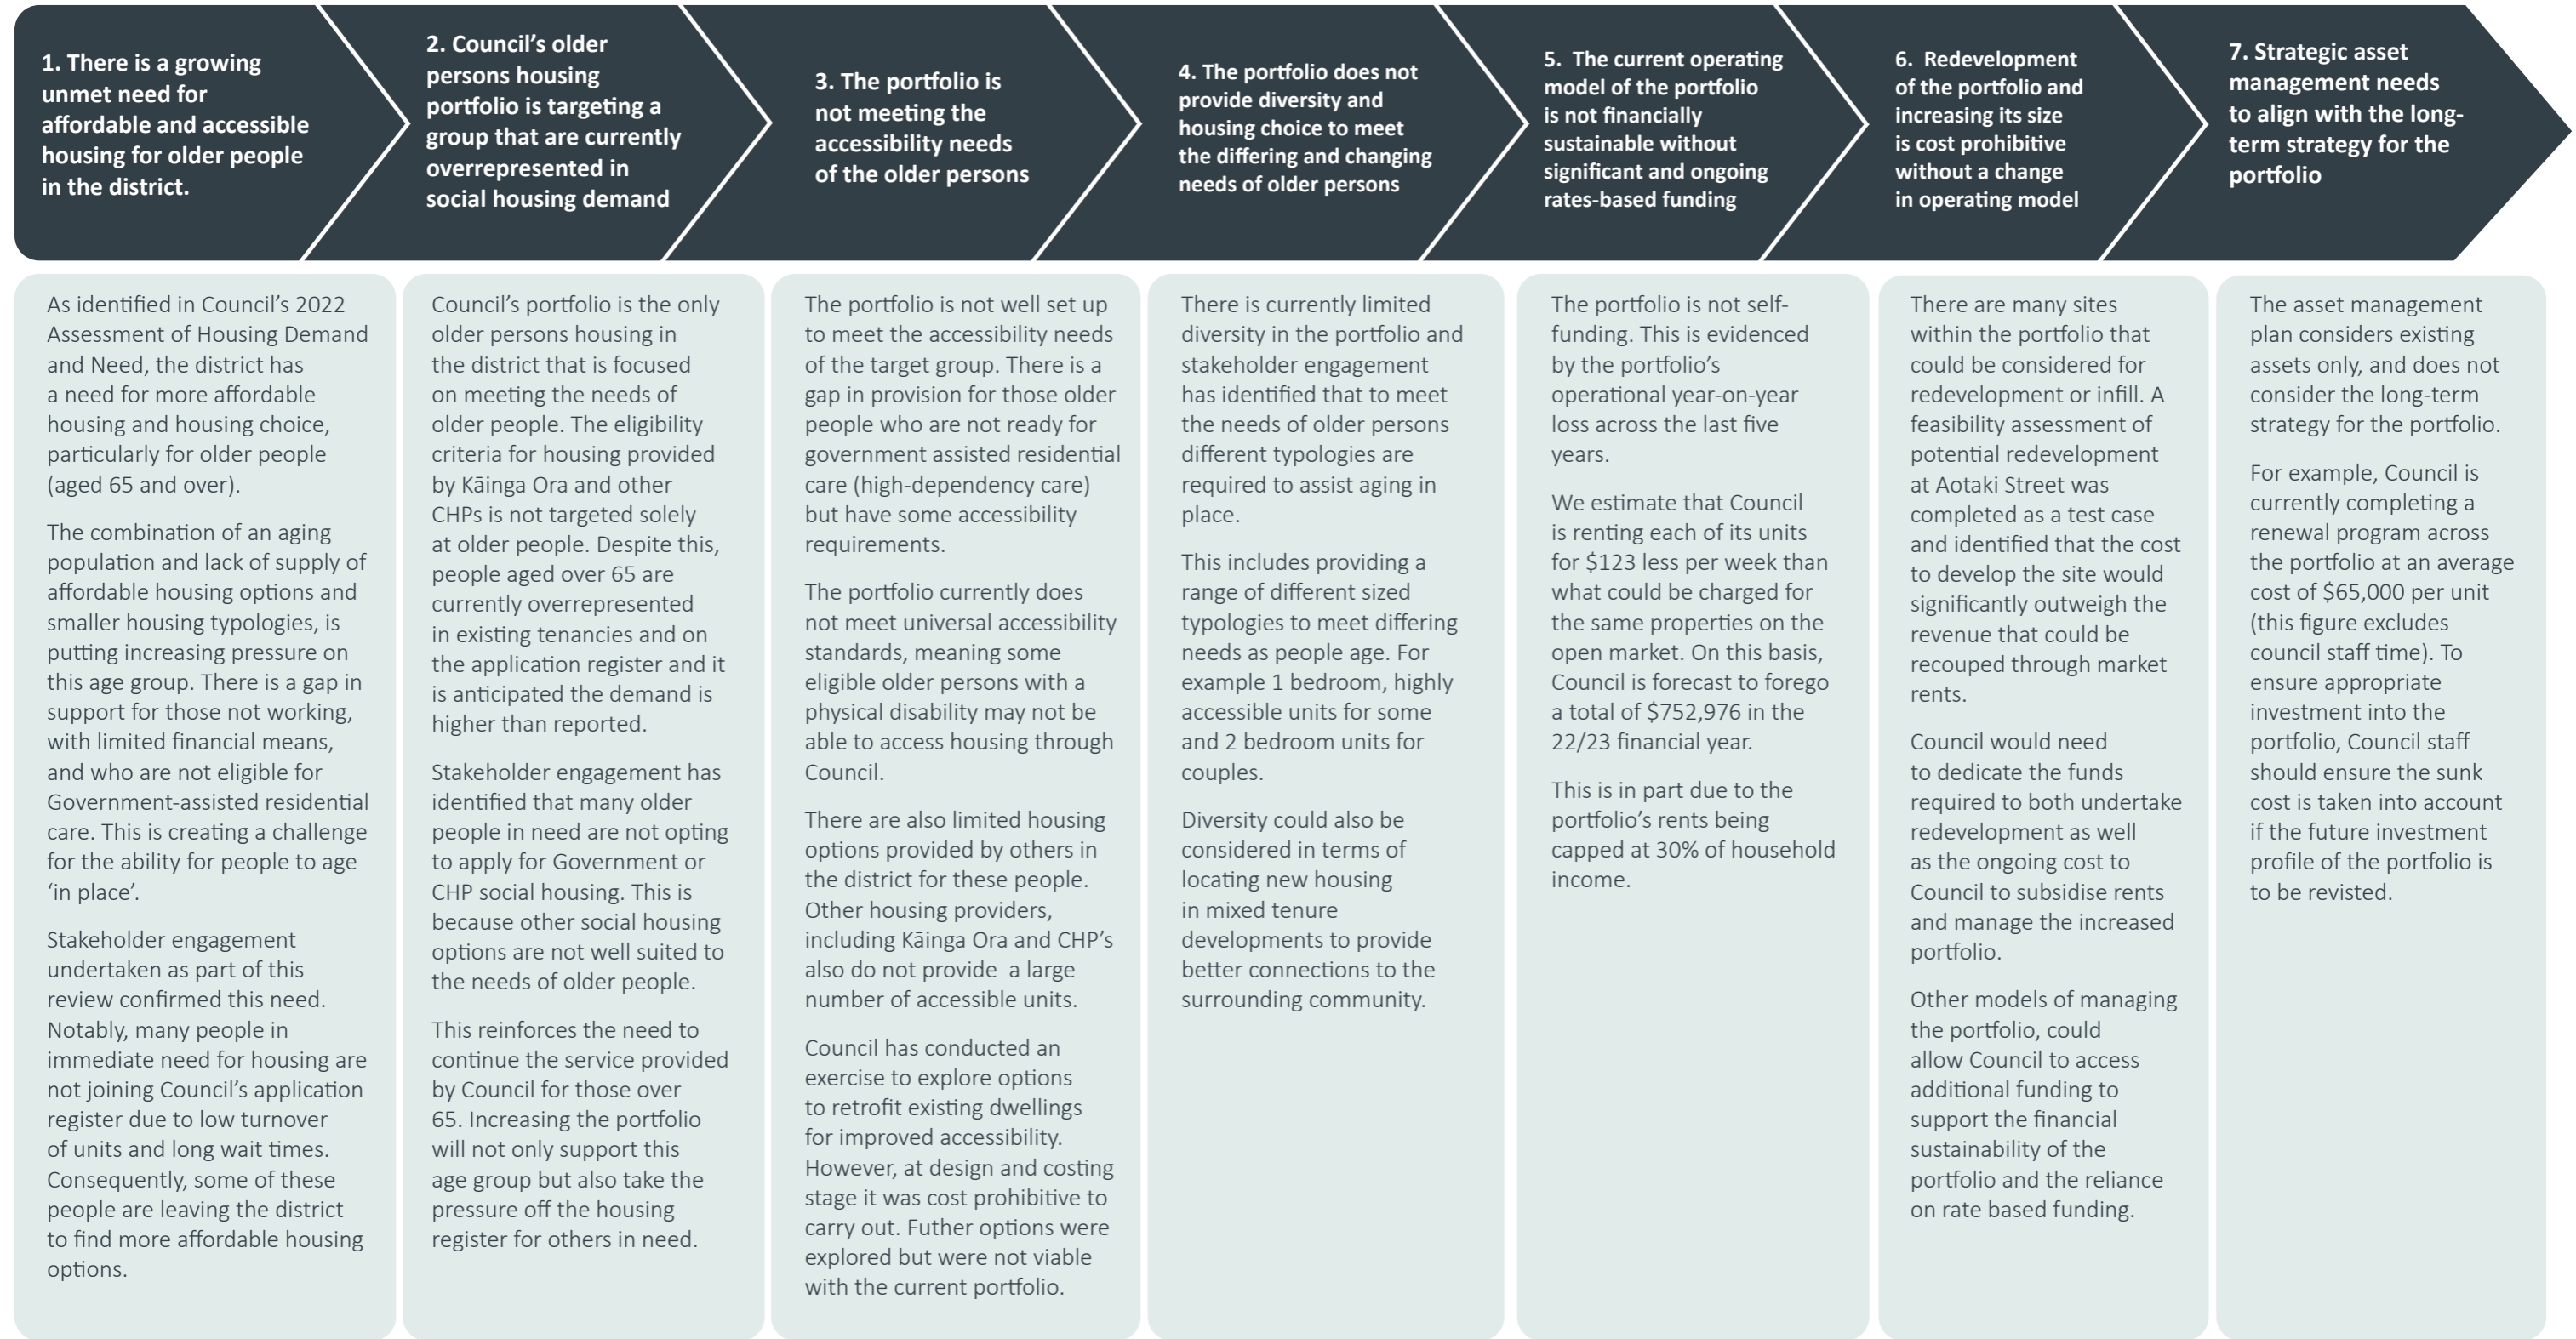 1. There is a growing
unmet need for
affordable and accessible
housing for older people
in the district.
2. Council’s older
persons housing
portfolio is targeting a
group that are currently
overrepresented in
social housing demand
3. The portfolio is
not meeting the
accessibility needs
of the older persons
4. The portfolio does not
provide diversity and
housing choice to meet
the differing and changing
needs of older persons
5.  The current operating
model of the portfolio
is not financially
sustainable without
significant and ongoing
rates-based funding
6.  Redevelopment
of the portfolio and
increasing its size
is cost prohibitive
without a change
in operating model
7. Strategic asset
management needs
to align with the long-
term strategy for the
portfolio
As identified in Council’s 2022
Assessment of Housing Demand
and Need, the district has
a need for more affordable
housing and housing choice,
particularly for older people
(aged 65 and over).
The combination of an aging
population and lack of supply of
affordable housing options and
smaller housing typologies, is
putting increasing pressure on
this age group. There is a gap in
support for those not working,
with limited financial means,
and who are not eligible for
Government-assisted residential
care. This is creating a challenge
for the ability for people to age
‘in place’.
Stakeholder engagement
undertaken as part of this
review confirmed this need.
Notably, many people in
immediate need for housing are
not joining Council’s application
register due to low turnover
of units and long wait times.
Consequently, some of these
people are leaving the district
to find more affordable housing
options.
Council’s portfolio is the only
older persons housing in
the district that is focused
on meeting the needs of
older people. The eligibility
criteria for housing provided
by Kāinga Ora and other
CHPs is not targeted solely
at older people. Despite this,
people aged over 65 are
currently overrepresented
in existing tenancies and on
the application register and it
is anticipated the demand is
higher than reported.
Stakeholder engagement has
identified that many older
people in need are not opting
to apply for Government or
CHP social housing. This is
because other social housing
options are not well suited to
the needs of older people.
This reinforces the need to
continue the service provided
by Council for those over
65. Increasing the portfolio
will not only support this
age group but also take the
pressure off the housing
register for others in need.
The portfolio is not well set up
to meet the accessibility needs
of the target group. There is a
gap in provision for those older
people who are not ready for
government assisted residential
care (high-dependency care)
but have some accessibility
requirements.
The portfolio currently does
not meet universal accessibility
standards, meaning some
eligible older persons with a
physical disability may not be
able to access housing through
Council.
There are also limited housing
options provided by others in
the district for these people.
Other housing providers,
including Kāinga Ora and CHP’s
also do not provide  a large
number of accessible units.
Council has conducted an
exercise to explore options
to retrofit existing dwellings
for improved accessibility.
However, at design and costing
stage it was cost prohibitive to
carry out. Futher options were
explored but were not viable
with the current portfolio.
There is currently limited
diversity in the portfolio and
stakeholder engagement
has identified that to meet
the needs of older persons
different typologies are
required to assist aging in
place.
This includes providing a
range of different sized
typologies to meet differing
needs as people age. For
example 1 bedroom, highly
accessible units for some
and 2 bedroom units for
couples.
Diversity could also be
considered in terms of
locating new housing
in mixed tenure
developments to provide
better connections to the
surrounding community.
The portfolio is not self-
funding. This is evidenced
by the portfolio’s
operational year-on-year
loss across the last five
years.
We estimate that Council
is renting each of its units
for $123 less per week than
what could be charged for
the same properties on the
open market. On this basis,
Council is forecast to forego
a total of $752,976 in the
22/23 financial year.
This is in part due to the
portfolio’s rents being
capped at 30% of household
income.
There are many sites
within the portfolio that
could be considered for
redevelopment or infill. A
feasibility assessment of
potential redevelopment
at Aotaki Street was
completed as a test case
and identified that the cost
to develop the site would
significantly outweigh the
revenue that could be
recouped through market
rents.
Council would need
to dedicate the funds
required to both undertake
redevelopment as well
as the ongoing cost to
Council to subsidise rents
and manage the increased
portfolio.
Other models of managing
the portfolio, could
allow Council to access
additional funding to
support the financial
sustainability of the
portfolio and the reliance
on rate based funding.
The asset management
plan considers existing
assets only, and does not
consider the long-term
strategy for the portfolio.
For example, Council is
currently completing a
renewal program across
the portfolio at an average
cost of $65,000 per unit
(this figure excludes
council staff time). To
ensure appropriate
investment into the
portfolio, Council staff
should ensure the sunk
cost is taken into account
if the future investment
profile of the portfolio is
to be revisted.